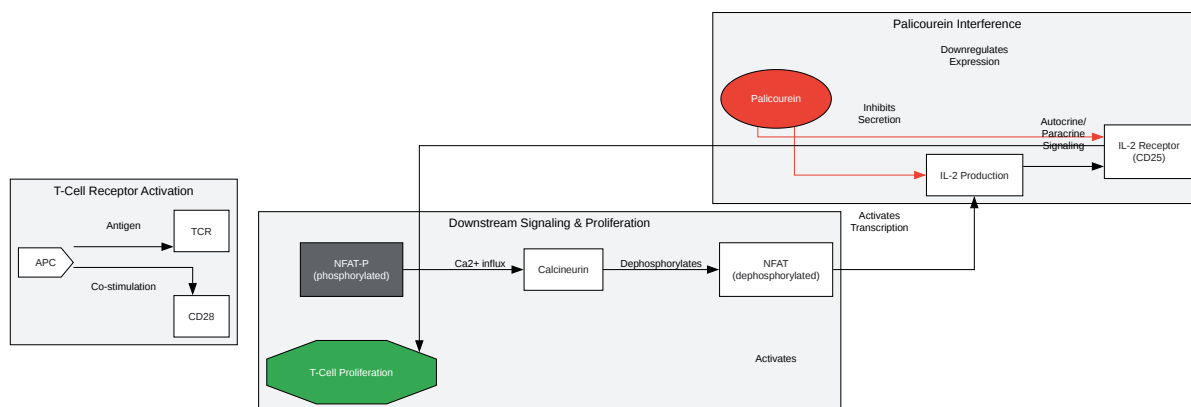 Palicourein Interference
Downregulates
Expression
Palicourein
Inhibits
Secretion
Autocrine/
Paracrine
Signaling
IL-2 Receptor
(CD25)
IL-2 Production
T-Cell Receptor Activation
Antigen
TCR
APC
Co-stimulation
CD28
Downstream Signaling & Proliferation
Activates
Transcription
NFAT-P
(phosphorylated)
Ca2+ influx
Calcineurin
Dephosphorylates
NFAT
(dephosphorylated)
Activates
T-Cell Proliferation